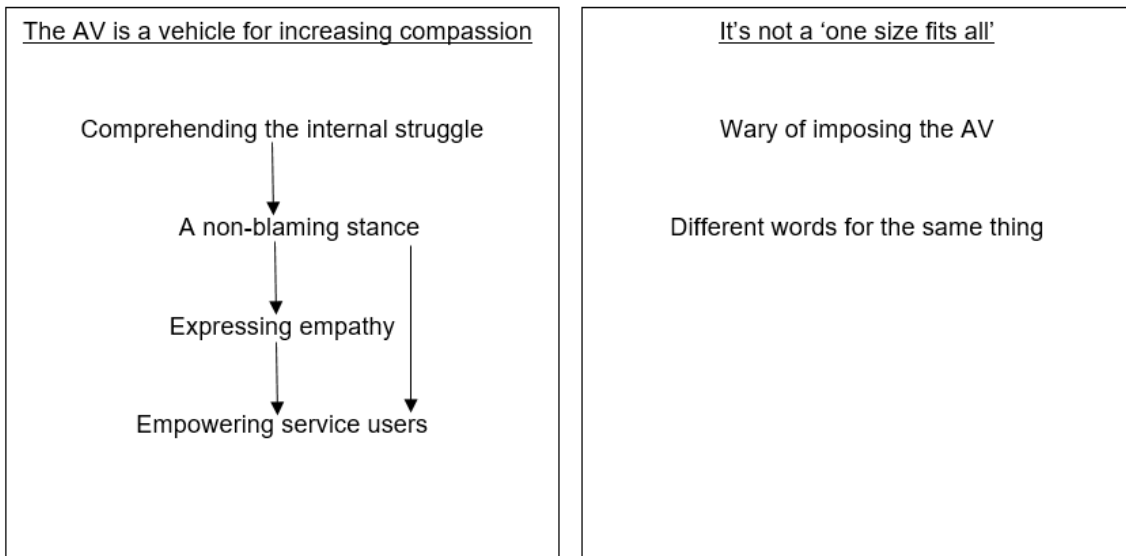 The AV is a vehicle for increasing compassion
Comprehending the internal struggle
A non-blaming stance
Expressing empathy
Empowering service users
It’s not a ‘one size fits all’
Wary of imposing the AV
Different words for the same thing